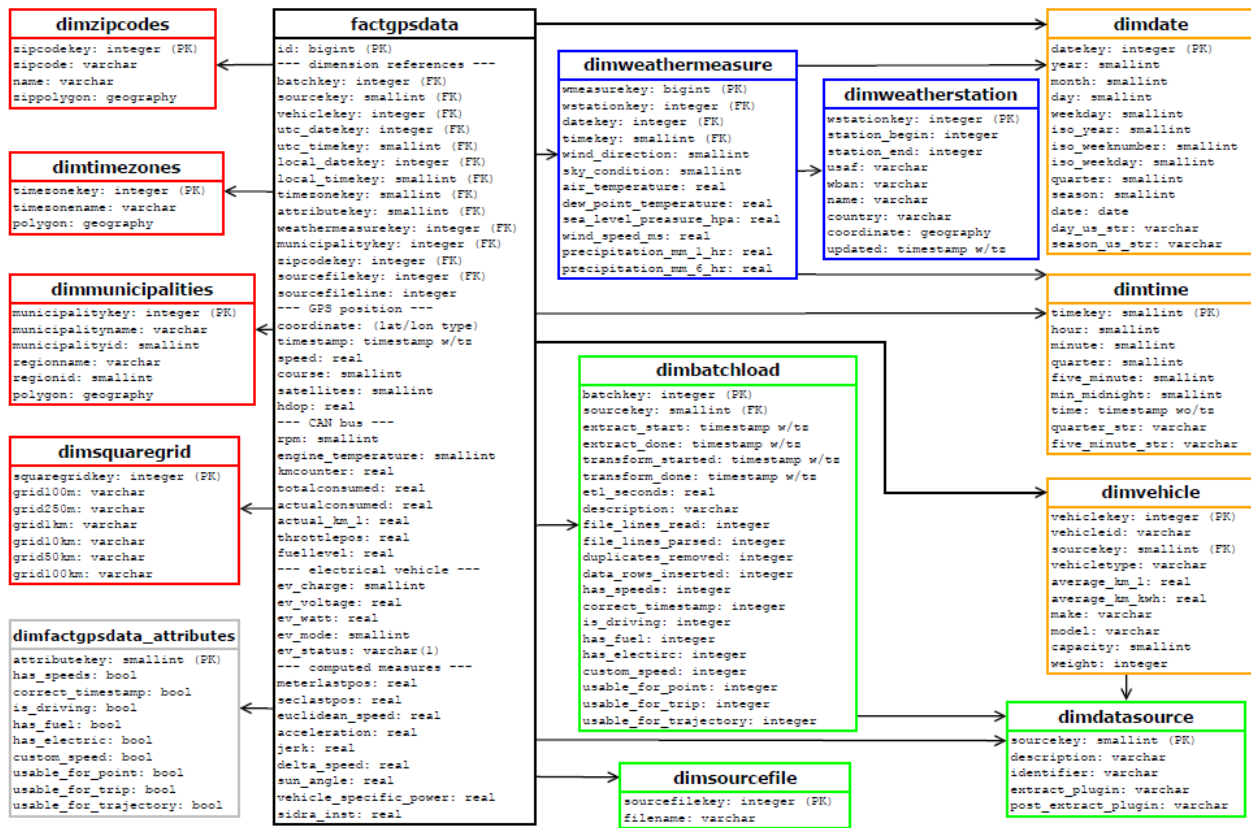 dimzipcodes
zipcodekey: integer (PK)
zipcode: varchar
name: varchar
zippolygon: geography
dimtimezones
timezonekey: integer (PK)
timezonename: varchar
polygon: geography
dimmunicipalities
municipalitykey: integer (PK)
municipalityname: varchar
municipalityid: smallint
regionname: varchar
regionid: smallint
polygon: geography
dimsquaregrid
squaregridkey: integer (PK)
grid100m: varchar
grid250m: varchar
grid1km: varchar
grid10km: varchar
grid50km: varchar
grid100km: varchar
dimfactgpsdata_attributes
attributekey: smallint (PK)
has_speeds: bool
correct_timestamp: bool
is_driving: bool
has_fuel: bool
has_electric: bool
custom_speed: bool
usable_for_point: bool
usable_for_trip: bool
usable_for_trajectory: bool
factgpsdata
id: bigint (PK)
--- dimension references ---
batchkey: integer (FK)
sourcekey: smallint (FK)
vehiclekey: integer (FK)
utc_datekey: integer (FK)
utc_timekey: smallint (FK)
local_datekey: integer (FK)
local_timekey: smallint (FK)
timezonekey: smallint (FK)
attributekey: smallint (FK)
weathermeasurekey: integer (FK)
municipalitykey: integer (FK)
zipcodekey: integer (FK)
sourcefilekey: integer (FK)
sourcefileline: integer
--- GPS position ---
coordinate: (lat/lon type)
timestamp: timestamp w/tz
speed: real
course: smallint
satellites: smallint
hdop: real
--- CAN bus ---
rpm: smallint
engine_temperature: smallint
kmcounter: real
totalconsumed: real
actualconsumed: real
actual_km_l: real
throttlepos: real
fuellevel: real
--- electrical vehicle ---
ev_charge: smallint
ev_voltage: real
ev_watt: real
ev_mode: smallint
ev_status: varchar(1)
--- computed measures ---
meterlastpos: real
seclastpos: real
euclidean_speed: real
acceleration: real
jerk: real
delta_speed: real
sun_angle: real
vehicle_specific_power: real
sidra_inst: real
dimweathermeasure
wmeasurekey: bigint (PK)
wstationkey: integer (FK)
datekey: integer (FK)
timekey: smallint (FK)
wind_direction: smallint
sky_condition: smallint
air_temperature: real
dew_point_temperature: real
sea_level_preasure_hpa: real
wind_speed_ms: real
precipitation_mm_1_hr: real
precipitation_mm_6_hr: real
dimweatherstation
wstationkey: integer (PK)
station_begin: integer
station_end: integer
usaf: varchar
wban: varchar
name: varchar
country: varchar
coordinate: geography
updated: timestamp w/tz
dimbatchload
batchkey: integer (PK)
sourcekey: smallint (FK)
extract_start: timestamp w/tz
extract_done: timestamp w/tz
transform_started: timestamp w/tz
transform_done: timestamp w/tz
etl_seconds: real
description: varchar
file_lines_read: integer
file_lines_parsed: integer
duplicates_removed: integer
data_rows_inserted: integer
has_speeds: integer
correct_timestamp: integer
is_driving: integer
has_fuel: integer
has_electirc: integer
custom_speed: integer
usable_for_point: integer
usable_for_trip: integer
usable_for_trajectory: integer
dimsourcefile
sourcefilekey: integer (PK)
filename: varchar
dimdate
datekey: integer (PK)
year: smallint
month: smallint
day: smallint
weekday: smallint
iso_year: smallint
iso_weeknumber: smallint
iso_weekday: smallint
quarter: smallint
season: smallint
date: date
day_us_str: varchar
season_us_str: varchar
dimtime
timekey: smallint (PK)
hour: smallint
minute: smallint
quarter: smallint
five_minute: smallint
min_midnight: smallint
time: timestamp wo/tz
quarter_str: varchar
five_minute_str: varchar
dimvehicle
vehiclekey: integer (PK)
vehicleid: varchar
sourcekey: smallint (FK)
vehicletype: varchar
average_km_l: real
average_km_kwh: real
make: varchar
model: varchar
capacity: smallint
weight: integer
dimdatasource
sourcekey: smallint (PK)
description: varchar
identifier: varchar
extract_plugin: varchar
post_extract_plugin: varchar